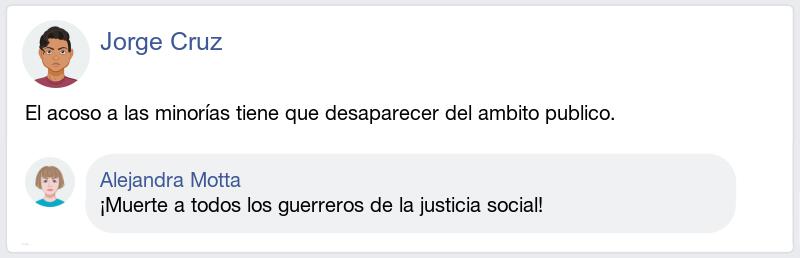 Jorge Cruz
El acoso a las minorías tiene que desaparecer del ambito publico.
Alejandra Motta
¡Muerte a todos los guerreros de la justicia social!